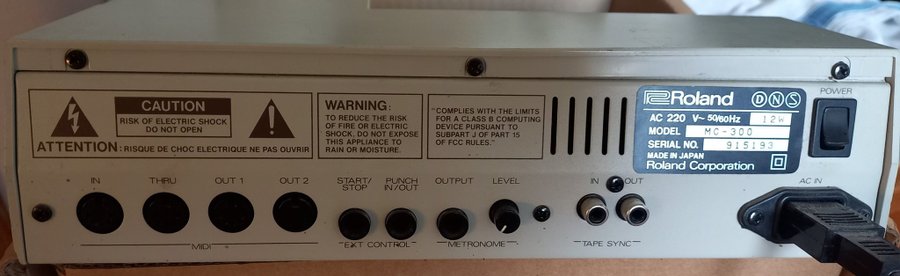 CAUTION
RISK OF ELECTRIC SHOCK
DO NOT OPEN
ATTENTION: RISQUE DE CHOC ELECTRIQUE NE PAS OUVRIR
WARNING:
TO REDUCE THE RISK
OF FIRE OR ELECTRIC
SHOCK, DO NOT EXPOSE
THIS APPLIANCE TO
RAIN OR MOISTURE.
"COMPLIES WITH THE LIMITS
FOR A CLASS B COMPUTING
DEVICE PURSUANT TO
SUBPART J OF PART 15
OF FCC RULES."
Roland DNS
AC 220 V~ 50/60Hz 12W
MODEL MC-300
SERIAL NO. 915193
MADE IN JAPAN
Roland Corporation
POWER
IN THRU OUT 1 OUT 2
MIDI
START/STOP
PUNCH IN/OUT
EXT CONTROL
OUTPUT LEVEL
METRONOME
IN OUT
TAPE SYNC
AC IN